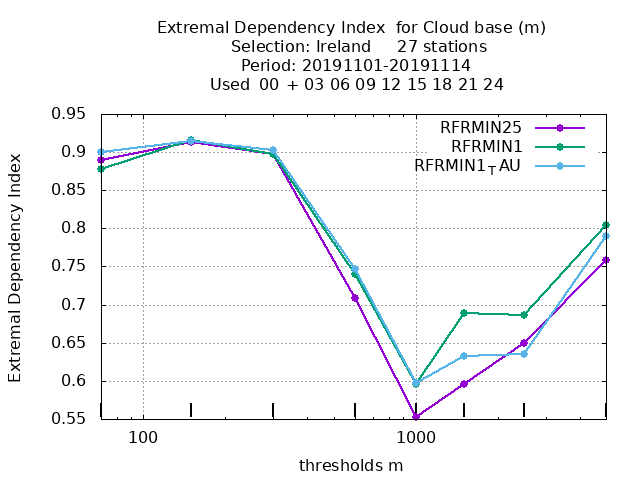 Extremal Dependency Index  for Cloud base (m)
Selection: Ireland     27 stations
Period: 20191101-20191114
Used  00 + 03 06 09 12 15 18 21 24
RFRMIN25
RFRMIN1
RFRMIN1TAU
Extremal Dependency Index
0.95
0.9
0.85
0.8
0.75
0.7
0.65
0.6
0.55
100 1000
thresholds m